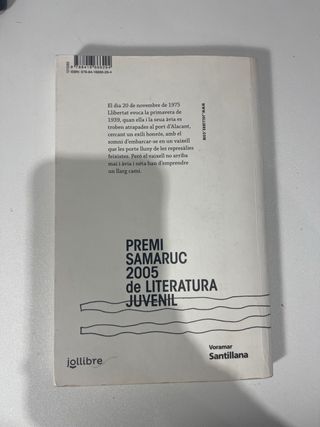 El dia 20 de novembre de 1975
Llibertat evoca la primavera de
1939, quan ella i la seua àvia es
troben atrapades al port d'Alacant,
cercant un exili honrós, amb el
somni d'embarcar-se en un vaixell
que les porte lluny de les represàlies
feixistes. Però el vaixell no arriba
mai i àvia i néta han d'emprendre
un llarg camí.
PREMI
SAMARUC
2005
de LITERATURA
JUVENIL
jollibre
Voramar
Santillana